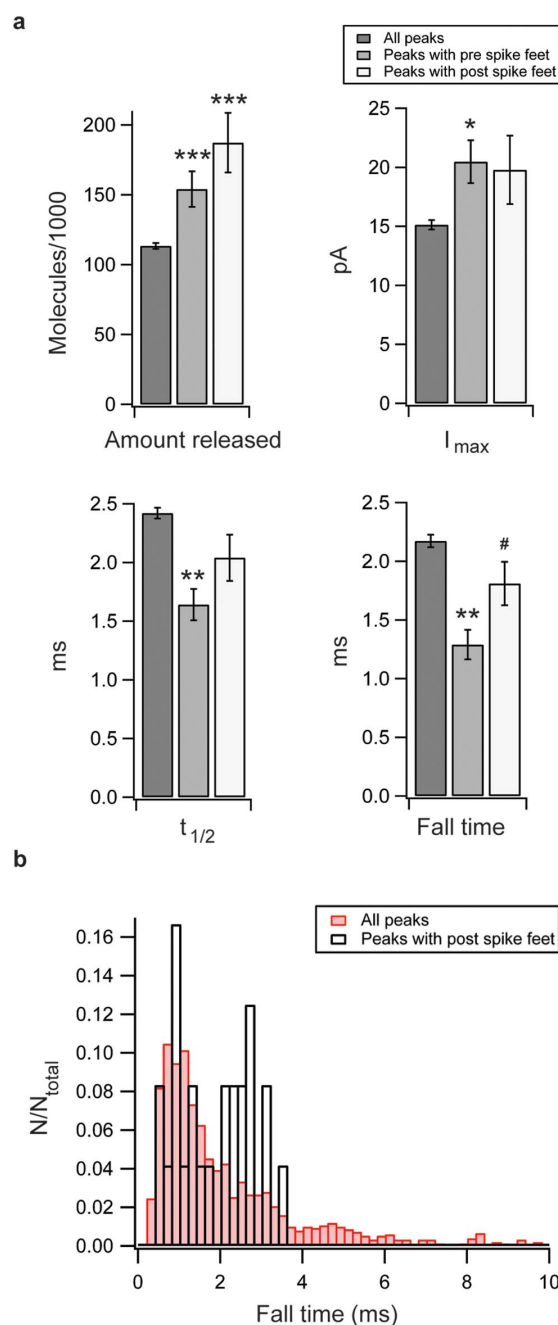 a
All peaks
Peaks with pre spike feet
Peaks with post spike feet
Molecules/1000
200
150
100
50
0
***
***
Amount released
pA
25
20
15
10
5
0
*
I max
ms
2.5
2.0
1.5
1.0
0.5
0.0
**
t 1/2
ms
2.5
2.0
1.5
1.0
0.5
0.0
**
#
Fall time
b
All peaks
Peaks with post spike feet
N/Ntotal
0.16
0.14
0.12
0.10
0.08
0.06
0.04
0.02
0.00
0 2 4 6 8 10
Fall time (ms)